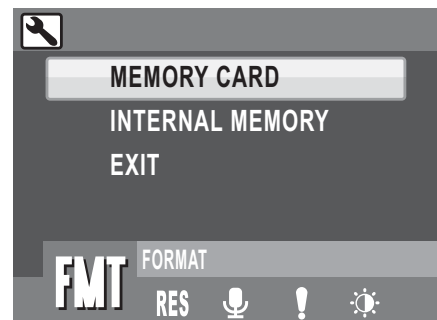 MEMORY CARD
INTERNAL MEMORY
EXIT
FORMAT
FMT
RES